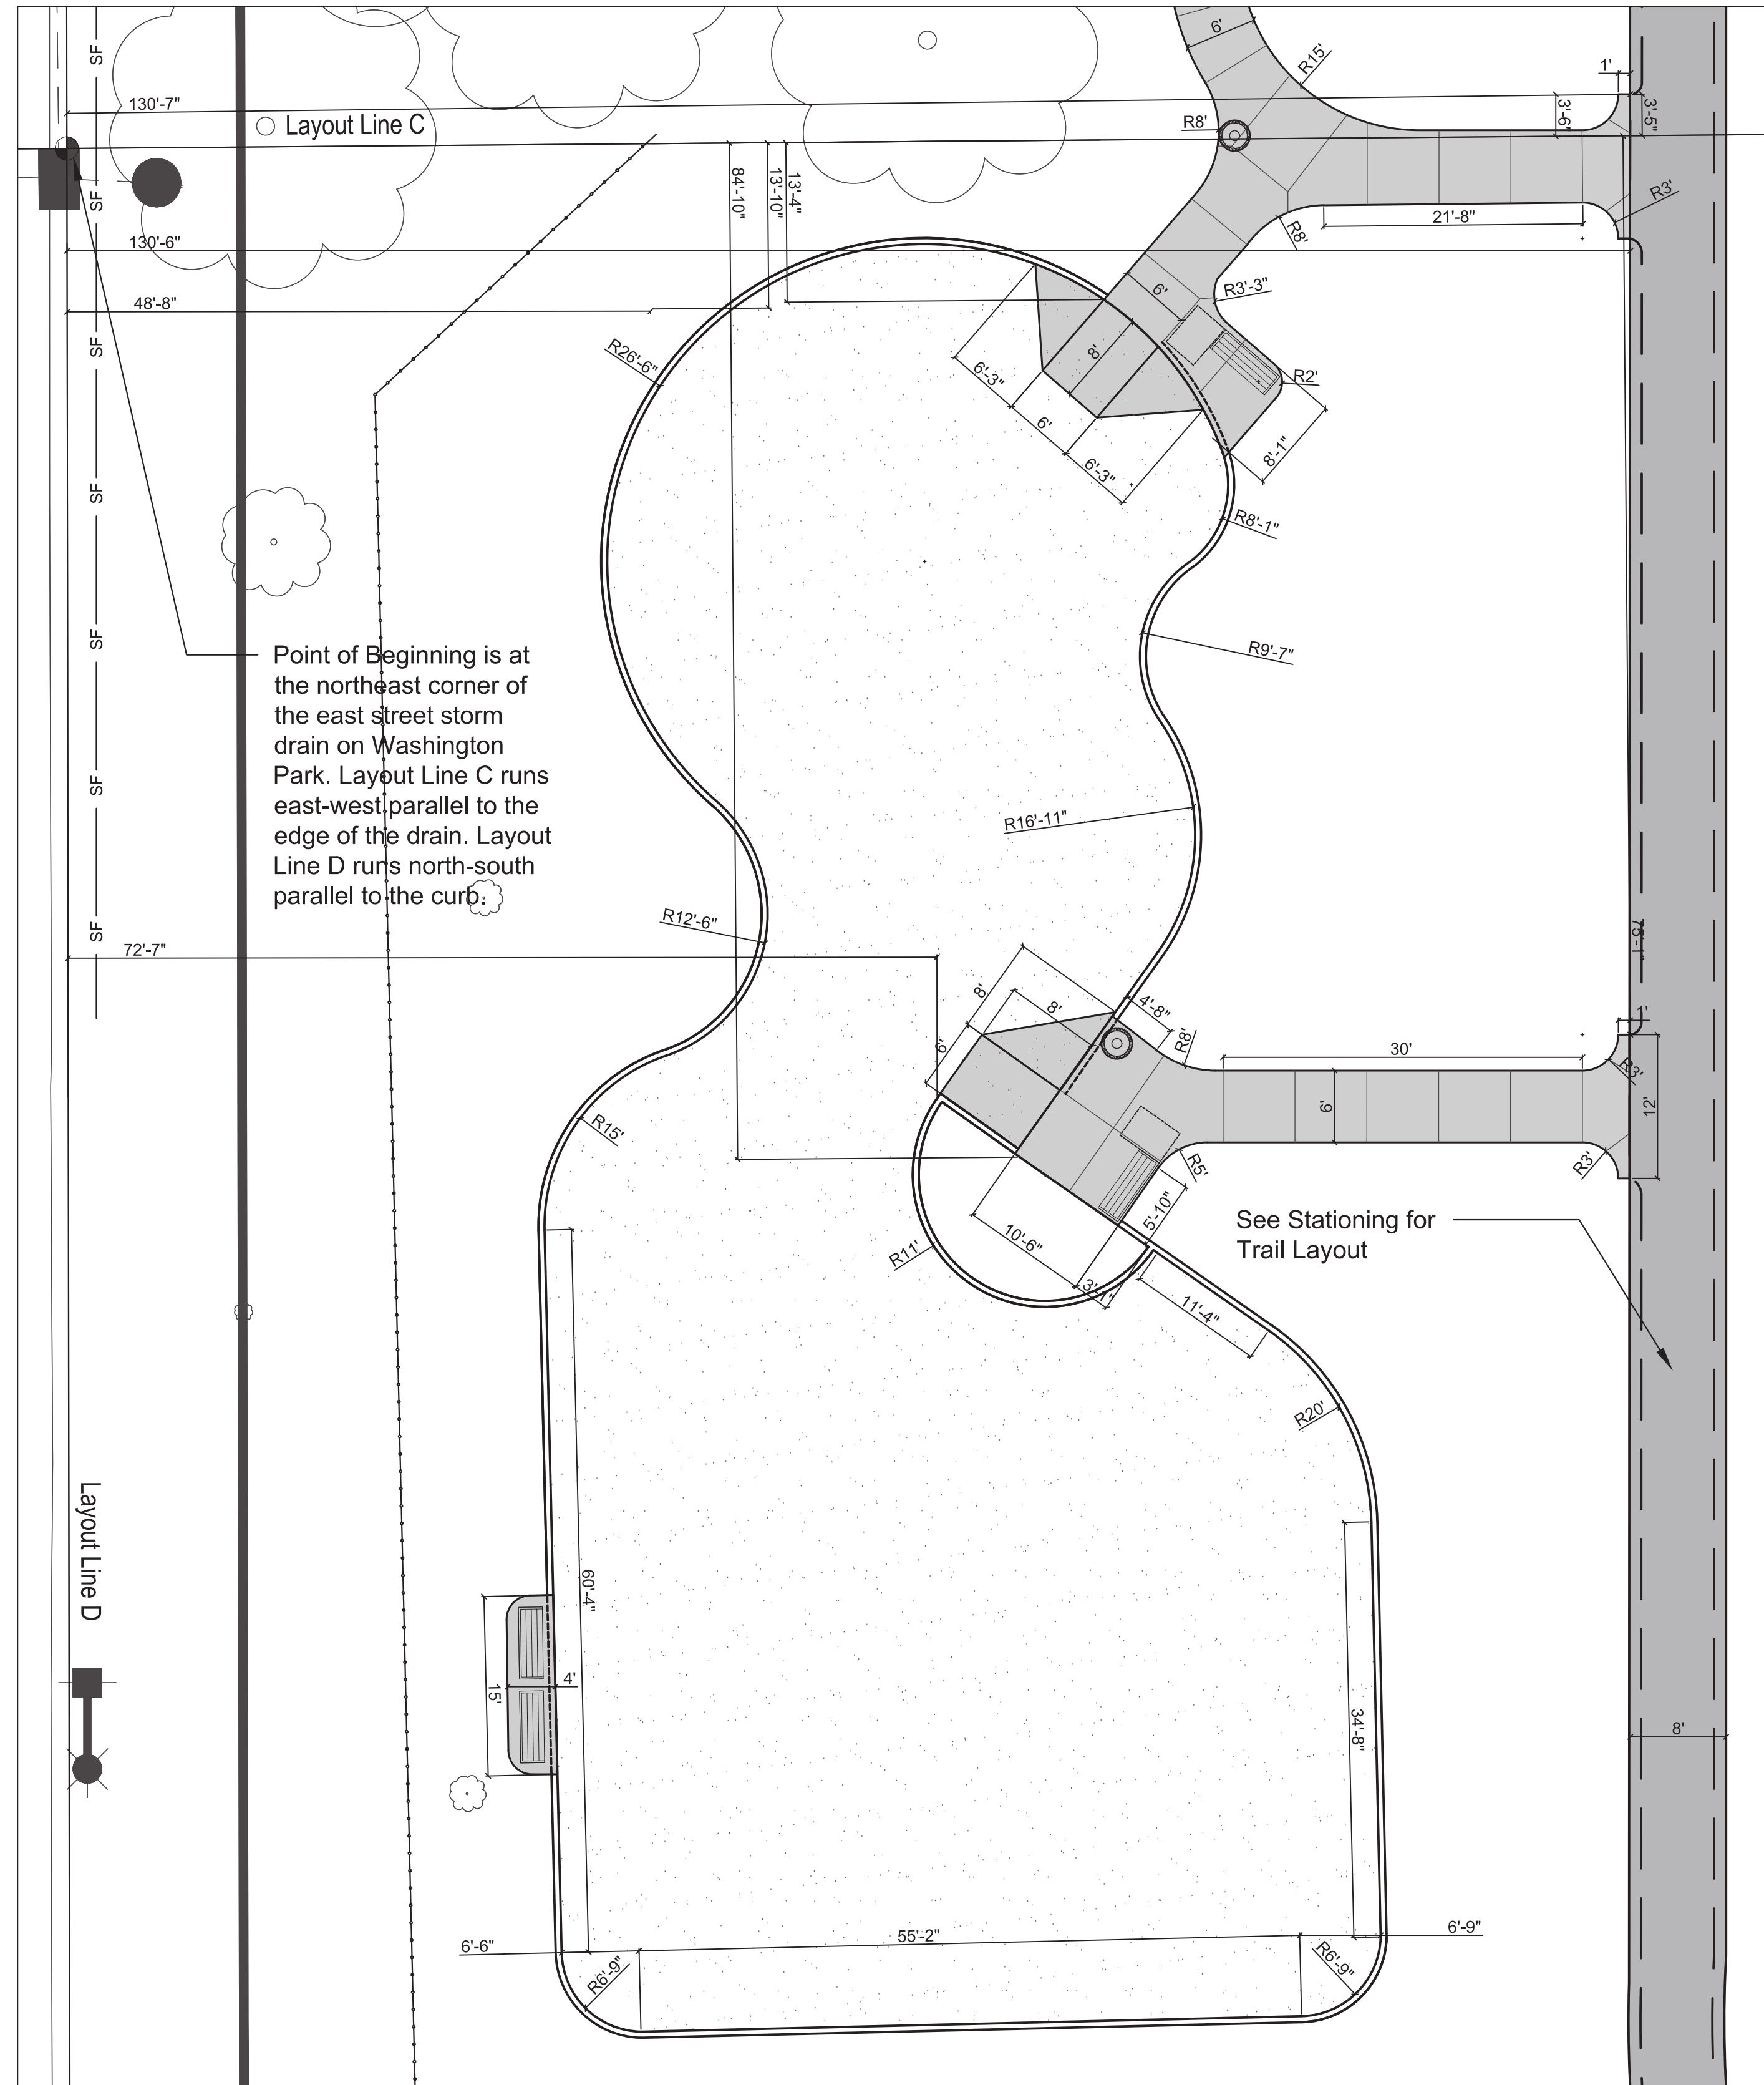 6'
R15'
1'
130'-7"
3'-6"
3'-5"
SF
Layout Line C
R8'
84'-10"
13'-10"
13'-4"
SF
R3'
21'-8"
R8'
130'-6"
48'-8"
6'
R3'-3"
SF
R26'-6"
8'
6'-3"
R2'
6'
8'-1"
6'-3"
SF
R8'-1"
SF
R9'-7"
Point of Beginning is at
the northeast corner of
the east street storm
drain on Washington
Park. Layout Line C runs
east-west parallel to the
edge of the drain. Layout
Line D runs north-south
parallel to the curb.
SF
R16'-11"
R12'-6"
SF
75'-1"
72'-7"
8'
8'
4'-8"
1'
R8'
6'
30'
R3'
6'
12'
R15'
R5'
R3'
5'-10"
See Stationing for
Trail Layout
10'-6"
R11'
3'-1"
11'-4"
R20'
Layout Line D
60'-4"
4'
15'
34'-8"
8'
55'-2"
6'-9"
6'-6"
R6'-9"
R6'-9"